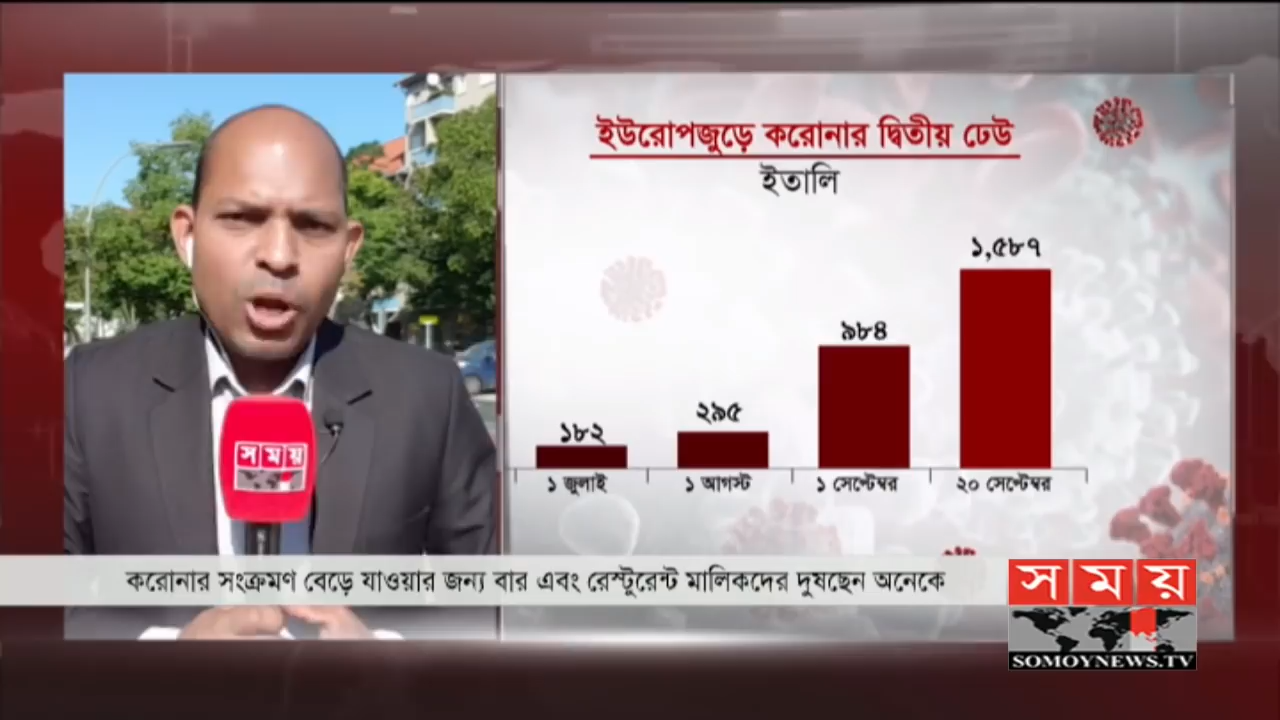 ইউরোপজুড়ে করোনার দ্বিতীয় ঢেউ
ইতালি
১৮২
২৯৫
৯৮৪
১,৫৮৭
১ জুলাই
১ আগস্ট
১ সেপ্টেম্বর
২০ সেপ্টেম্বর
সময়
করোনার সংক্রমণ বেড়ে যাওয়ার জন্য বার এবং রেস্টুরেন্ট মালিকদের দুষছেন অনেকে
সময়
SOMOYNEWS.TV